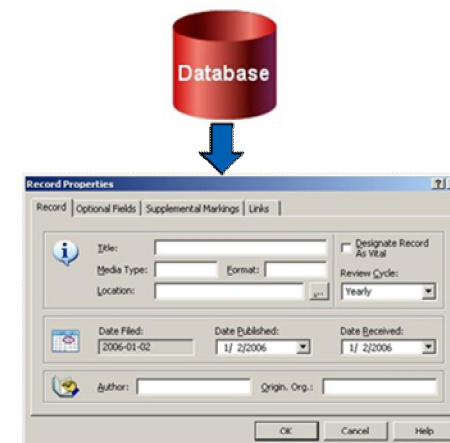 Database
Record Properties
Record Optional Fields Supplemental Markings Links
Title:
Designate Record As Vital
Media Type: Format:
Review Cycle:
Location: ... Yearly
Date Filed: Date Published: Date Received:
2006-01-02 1/ 2/2006 1/ 2/2006
Author: Origin. Org.:
OK Cancel Help